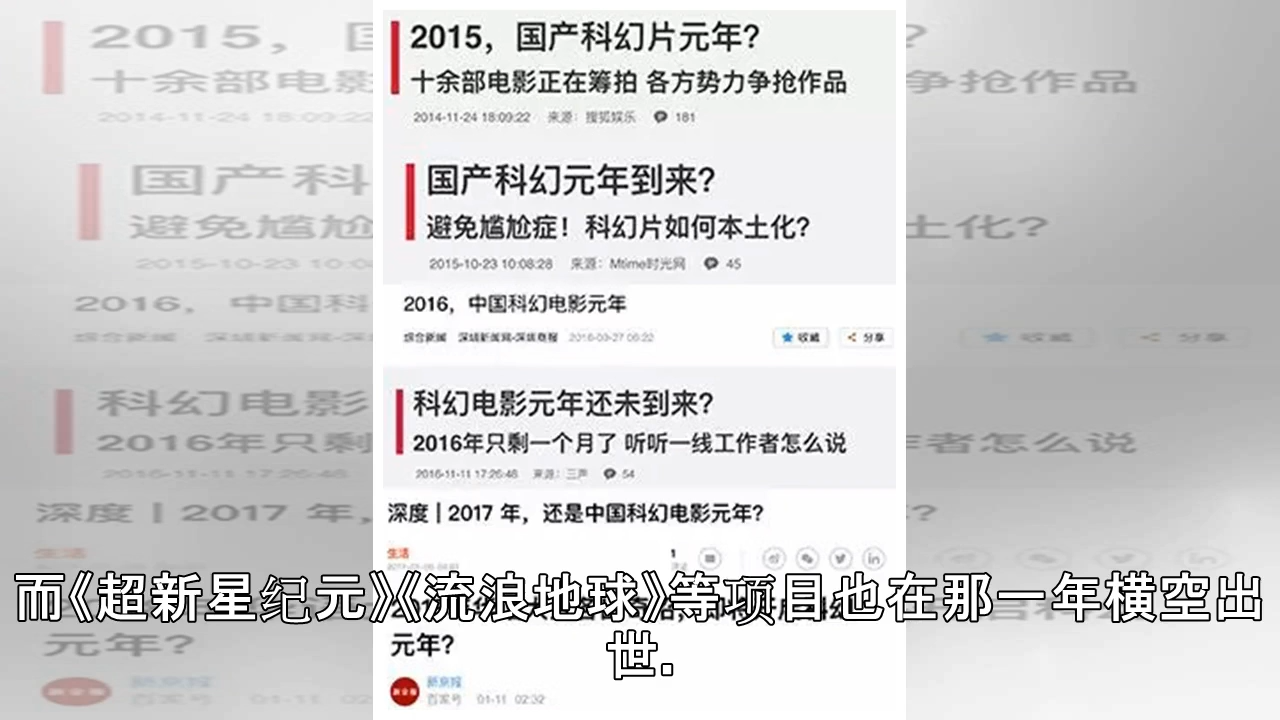 2015，国产科幻片元年？
十余部电影正在筹拍 各方势力争抢作品
2014-11-24 18:09:22 来源：搜狐娱乐 181
国产科幻元年到来？
避免尴尬症！科幻片如何本土化？
2015-10-23 10:08:28 来源：Mtime时光网 45
2016，中国科幻电影元年
综合新闻 深圳新闻网-深圳商报 2016-03-27 06:22 收藏 分享
科幻电影元年还未到来？
2016年只剩一个月了 听听一线工作者怎么说
2016-11-11 17:26:48 来源：三声 54
深度 | 2017 年，还是中国科幻电影元年？
生活
1
而《超新星纪元》《流浪地球》等项目也在那一年横空出
世.
元年？
新京报
百家号 01-11 02:32